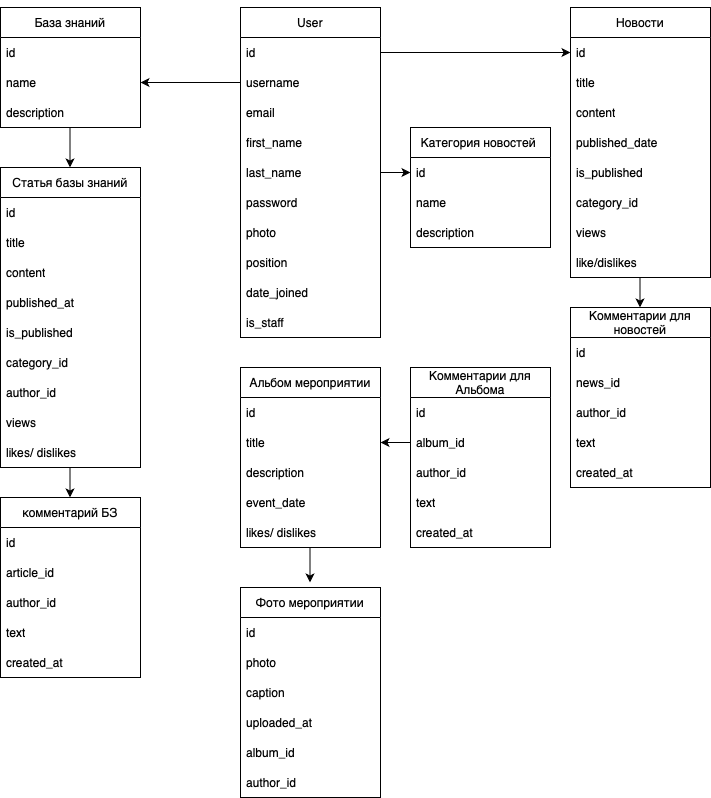 База знаний
id
name
description
Статья базы знаний
id
title
content
published_at
is_published
category_id
author_id
views
likes/ dislikes
комментарий БЗ
id
article_id
author_id
text
created_at
User
id
username
email
first_name
last_name
password
photo
position
date_joined
is_staff
Категория новостей
id
name
description
Альбом мероприятии
id
title
description
event_date
likes/ dislikes
Комментарии для
Альбома
id
album_id
author_id
text
created_at
Фото мероприятии
id
photo
caption
uploaded_at
album_id
author_id
Новости
id
title
content
published_date
is_published
category_id
views
like/dislikes
Комментарии для
новостей
id
news_id
author_id
text
created_at